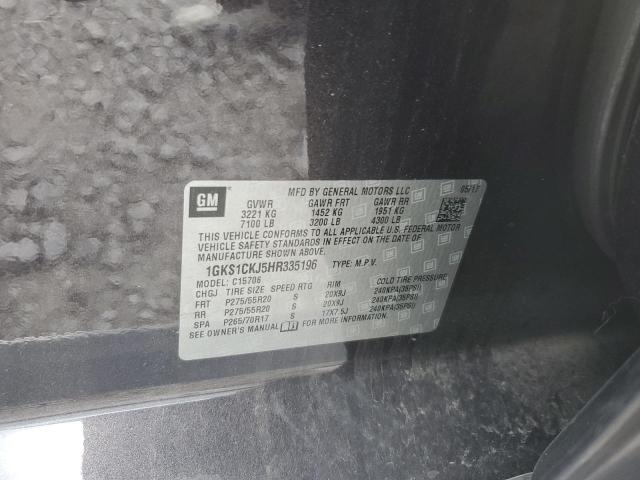 GM
MFD BY GENERAL MOTORS LLC 05/17
GVWR GAWR FRT GAWR RR
3221 KG 1452 KG 1951 KG
7100 LB 3200 LB 4300 LB
THIS VEHICLE CONFORMS TO ALL APPLICABLE U.S. FEDERAL MOTOR
VEHICLE SAFETY STANDARDS IN EFFECT ON THE DATE OF
MANUFACTURE SHOWN ABOVE.
1GKS1CKJ5HR335196 TYPE: M.P.V.
MODEL: C15706
CHGJ TIRE SIZE SPEED RTG RIM COLD TIRE PRESSURE
FRT P275/55R20 S 20X9J 240KPA(35PSI)
RR P275/55R20 S 20X9J 240KPA(35PSI)
SPA P265/70R17 S 17X7.5J 240KPA(35PSI)
SEE OWNER'S MANUAL FOR MORE INFORMATION.